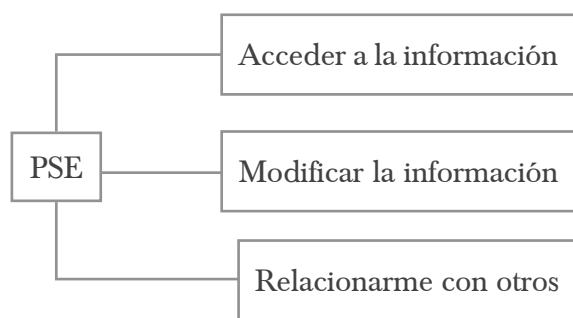 Acceder a la información
PSE
Modificar la información
Relacionarme con otros